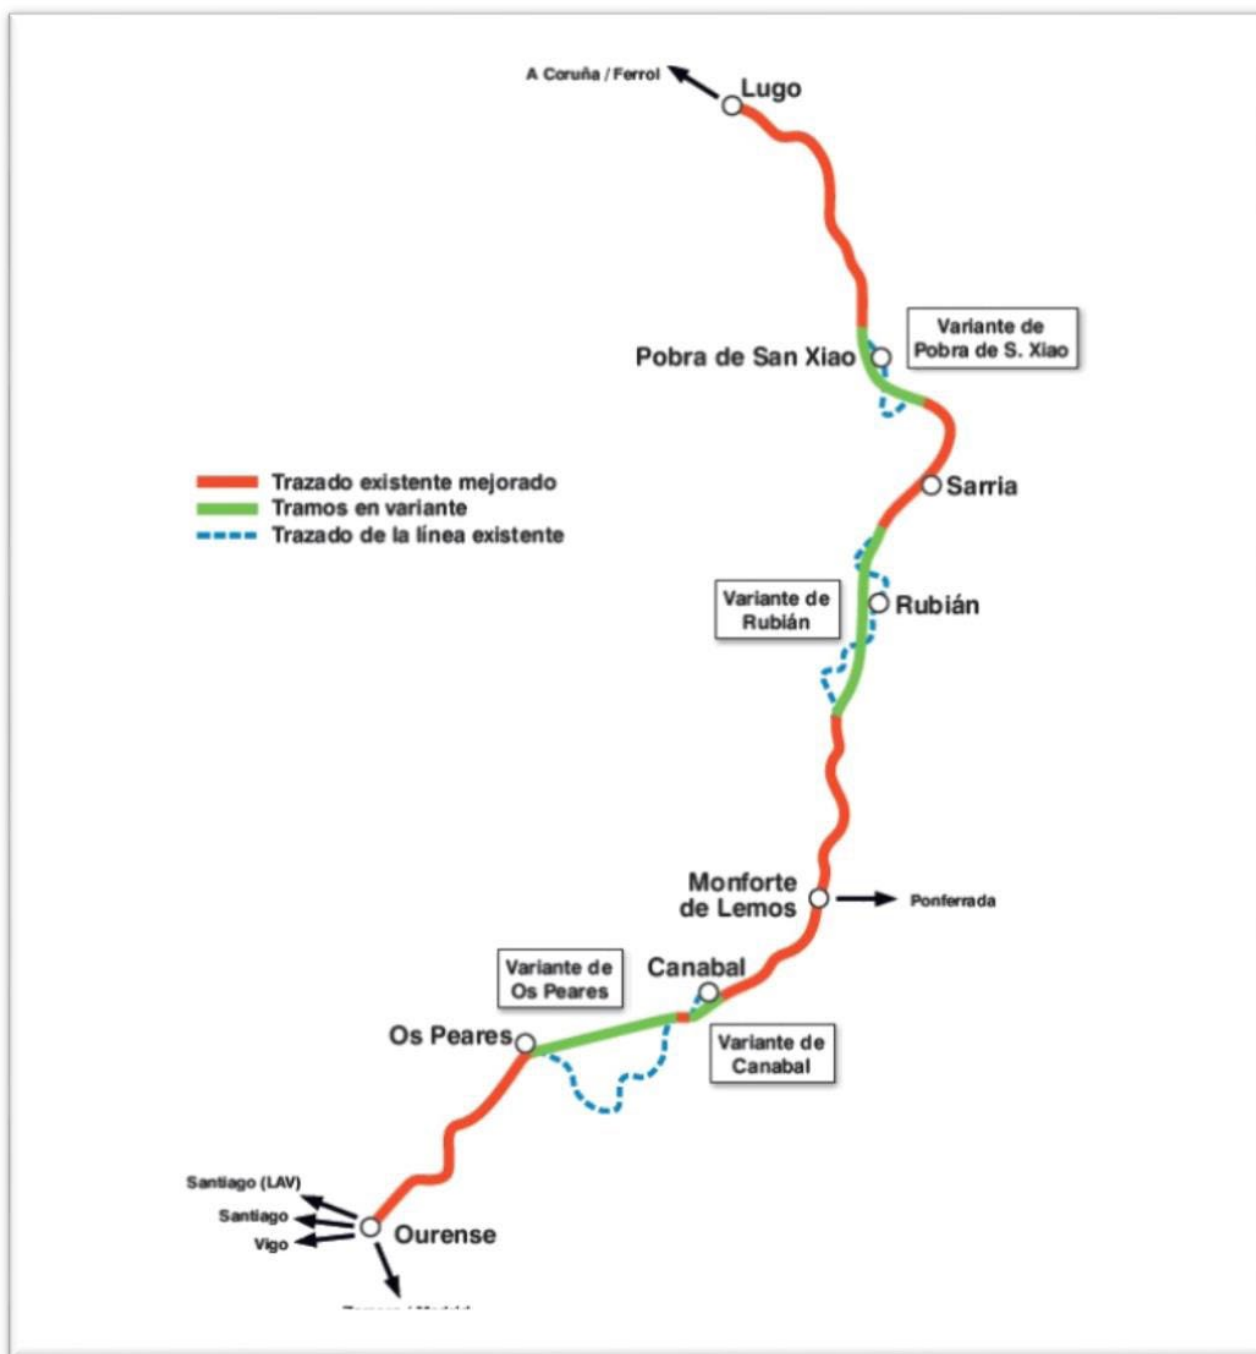 A Coruña / Ferrol
Lugo
Variante de
Pobra de S. Xiao
Pobra de San Xiao
Trazado existente mejorado
Tramos en variante
Trazado de la línea existente
Sarria
Variante de
Rubián
Rubián
Monforte
de Lemos
Ponferrada
Variante de
Os Peares
Canabal
Os Peares
Variante de
Canabal
Santiago (LAV)
Santiago
Vigo
Ourense